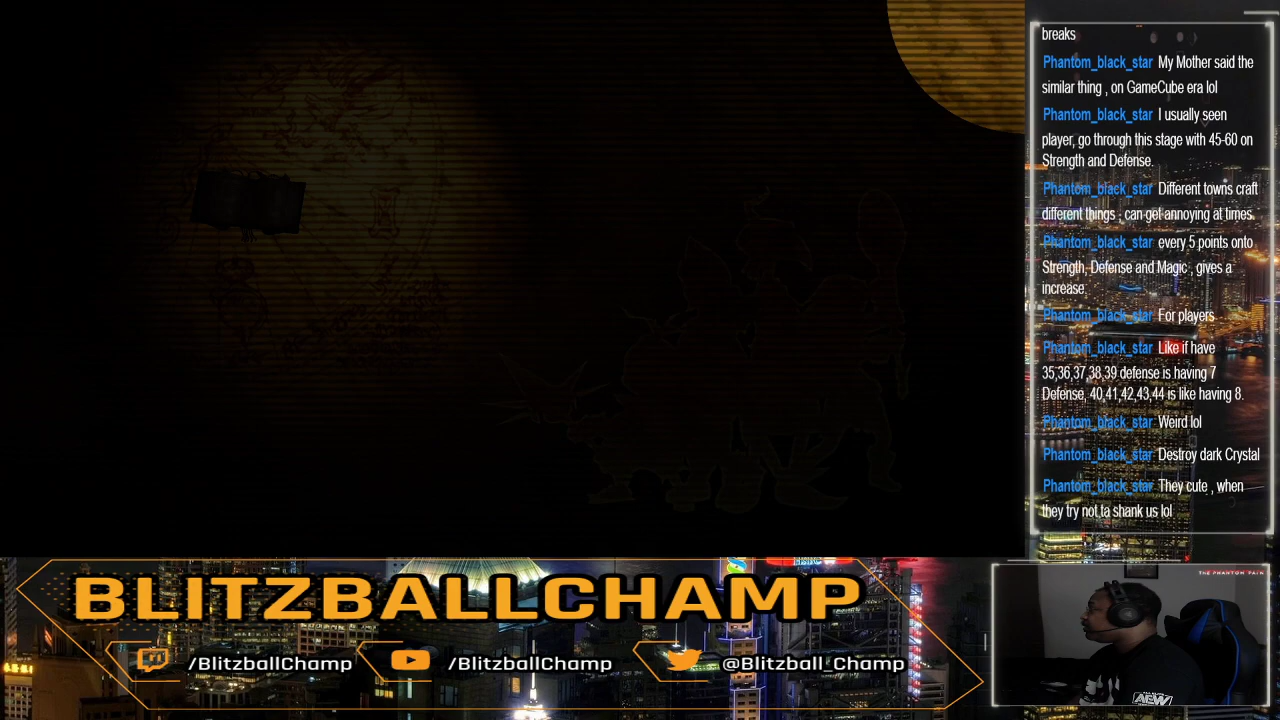 breaks
Phantom_black_star My Mother said the
similar thing , on GameCube era lol
Phantom_black_star I usually seen
player, go through this stage with 45-60 on
Strength and Defense.
Phantom_black_star Different towns craft
different things , can get annoying at times.
Phantom_black_star every 5 points onto
Strength, Defense and Magic , gives a
increase.
Phantom_black_star For players
Phantom_black_star Like if have
35,36,37,38,39 defense is having 7
Defense, 40,41,42,43,44 is like having 8.
Phantom_black_star Weird lol
Phantom_black_star Destroy dark Crystal
Phantom_black_star They cute , when
they try not ta shank us lol
BLITZBALLCHAMP
/BlitzballChamp
/BlitzballChamp
@Blitzball_Champ
THE PHANTOM PAIN
AEW